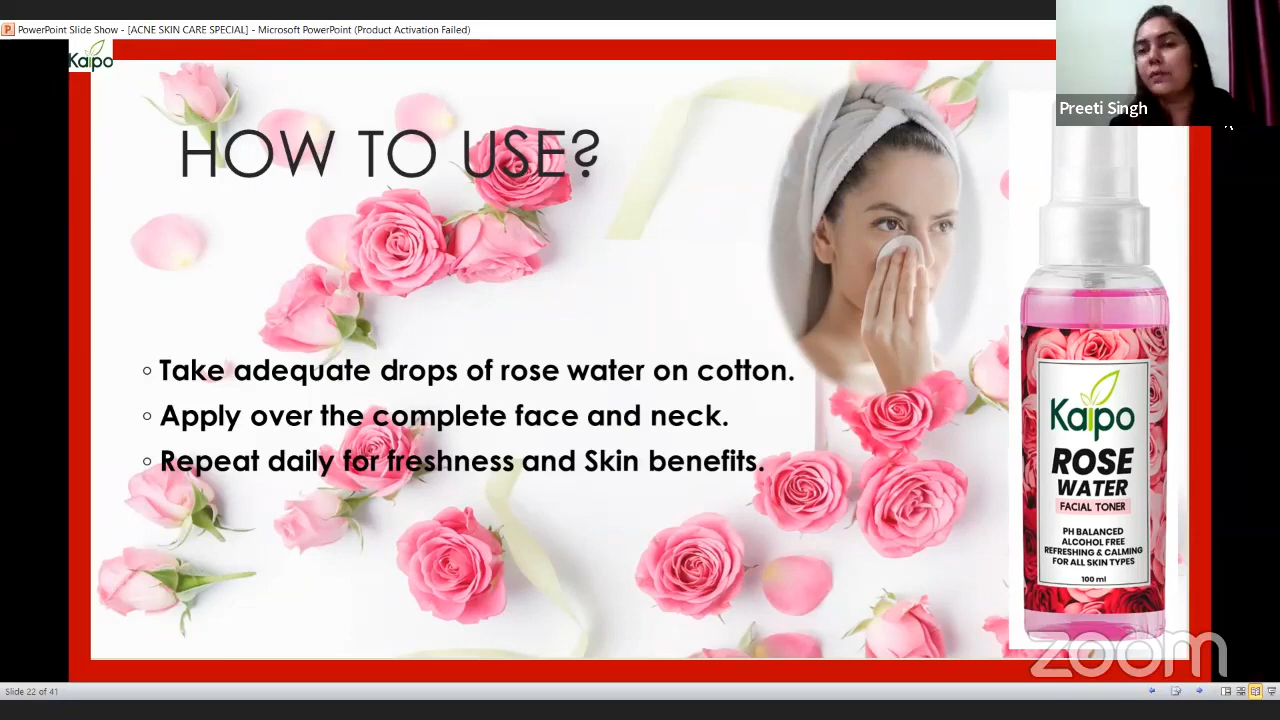 PowerPoint Slide Show - [ACNE SKIN CARE SPECIAL] - Microsoft PowerPoint (Product Activation Failed)
Kaipo
Preeti Singh
HOW TO USE?
◦ Take adequate drops of rose water on cotton.
◦ Apply over the complete face and neck.
◦ Repeat daily for freshness and Skin benefits.
Kaipo
ROSE
WATER
FACIAL TONER
PH BALANCED
ALCOHOL FREE
REFRESHING & CALMING
FOR ALL SKIN TYPES
100 ml
zoom
Slide 22 of 41